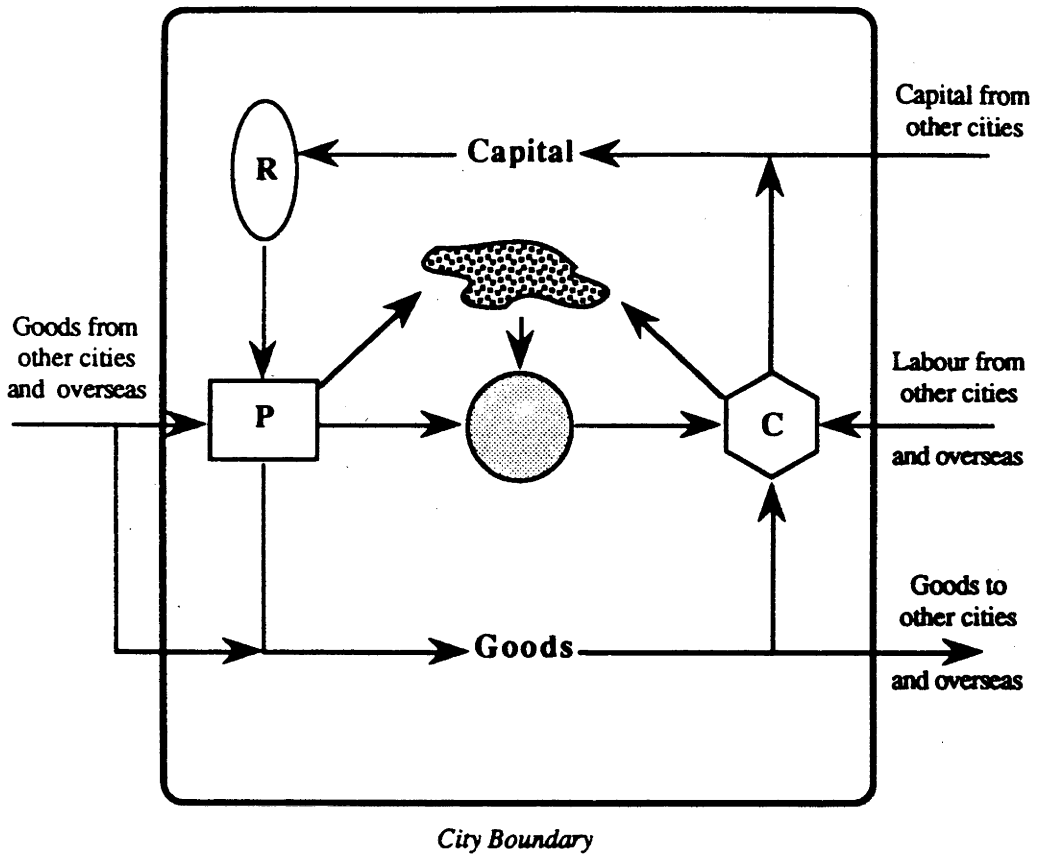 Capital from
other cities
R
Capital
Goods from
other cities
and overseas
P
C
Labour from
other cities
and overseas
Goods
Goods to
other cities
and overseas
City Boundary